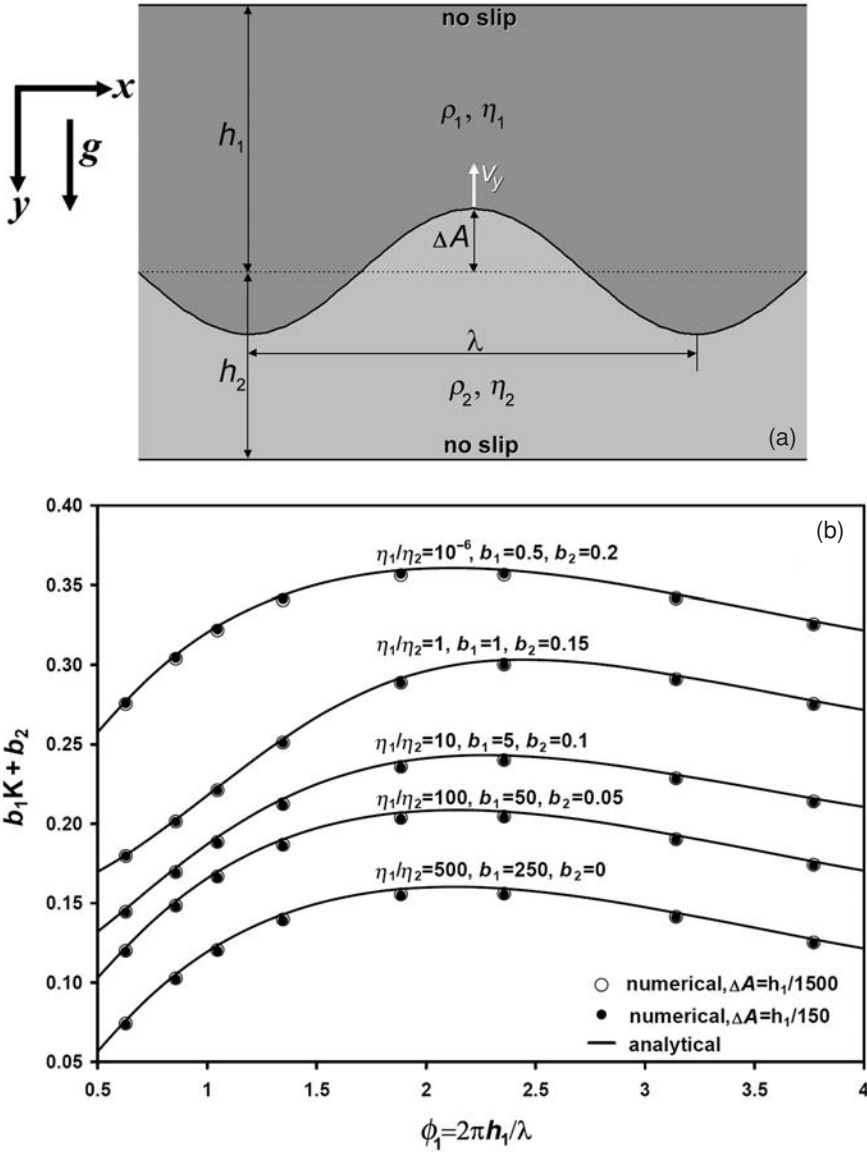 no slip
x
g
y
h₁
ρ₁, η₁
Vy
ΔA
λ
h₂
ρ₂, η₂
no slip
(a)
(b)
0.40
0.35
0.30
0.25
0.20
0.15
0.10
0.05
b₁K + b₂
η₁/η₂=10⁻⁶, b₁=0.5, b₂=0.2
η₁/η₂=1, b₁=1, b₂=0.15
η₁/η₂=10, b₁=5, b₂=0.1
η₁/η₂=100, b₁=50, b₂=0.05
η₁/η₂=500, b₁=250, b₂=0
numerical,ΔA=h₁/1500
numerical,ΔA=h₁/150
analytical
0.5 1 1.5 2 2.5 3 3.5 4
ϕ₁=2πh₁/λ